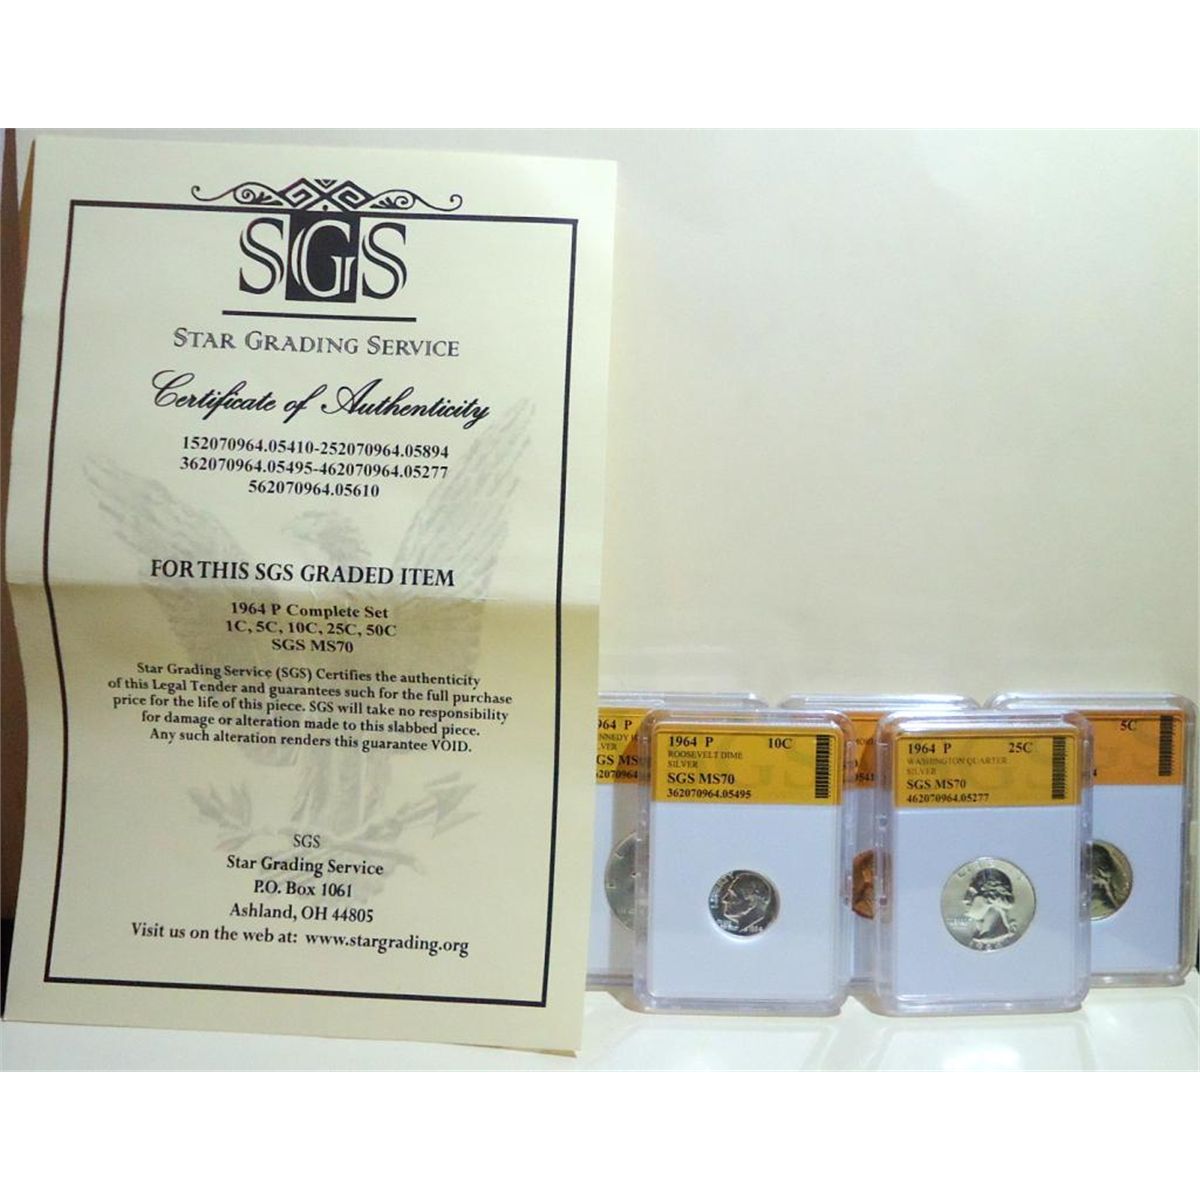 SGS
STAR GRADING SERVICE
Certificate of Authenticity
152070964.05410-252070964.05894
362070964.05495-462070964.05277
562070964.05610
FOR THIS SGS GRADED ITEM
1964 P Complete Set
1C, 5C, 10C, 25C, 50C
SGS MS70
Star Grading Service (SGS) Certifies the authenticity
of this Legal Tender and guarantees such for the full purchase
price for the life of this piece. SGS will take no responsibility
for damage or alteration made to this slabbed piece.
Any such alteration renders this guarantee VOID.
SGS
Star Grading Service
P.O. Box 1061
Ashland, OH 44805
Visit us on the web at: www.stargrading.org
964 P
1964 P 10C
ROOSEVELT DIME
SILVER
SGS MS70
362070964.05495
1964 P 25C
WASHINGTON QUARTER
SILVER
SGS MS70
462070964.05277
5C